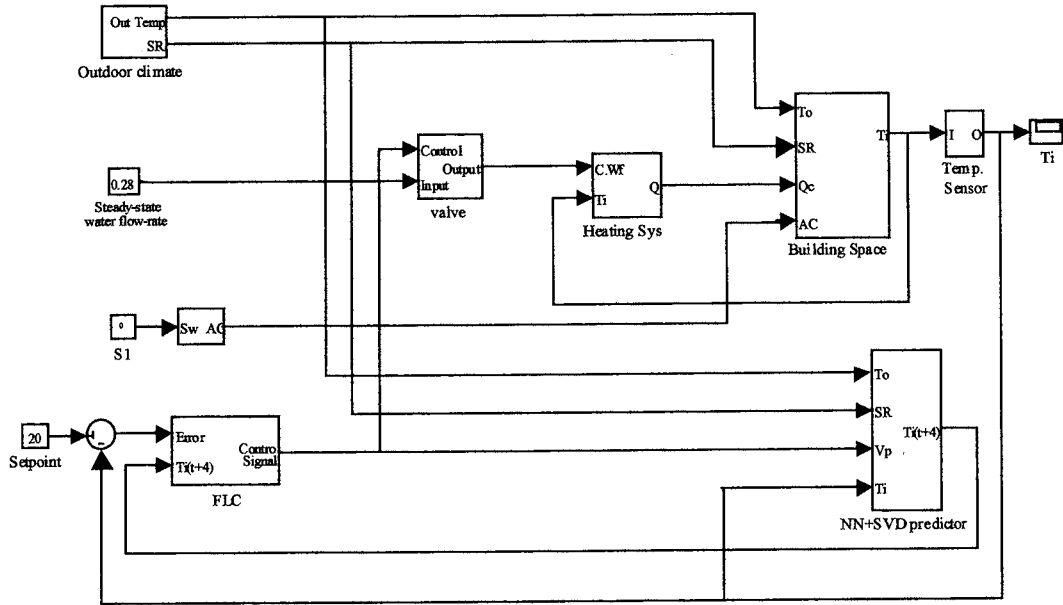 Out Temp
SR
Outdoor climate
0.28
Steady-state
water flow-rate
Control
Output
Input
valve
C.Wf
Q
Ti
Heating Sys
To
SR
Ti
Qc
AC
Building Space
I O
Temp.
Sensor
Ti
S1
Sw AC
20
Setpoint
Error
Contro
Signal
Ti(t+4)
FLC
To
SR
Ti(t+4)
Vp
Ti
NN+SVD predictor